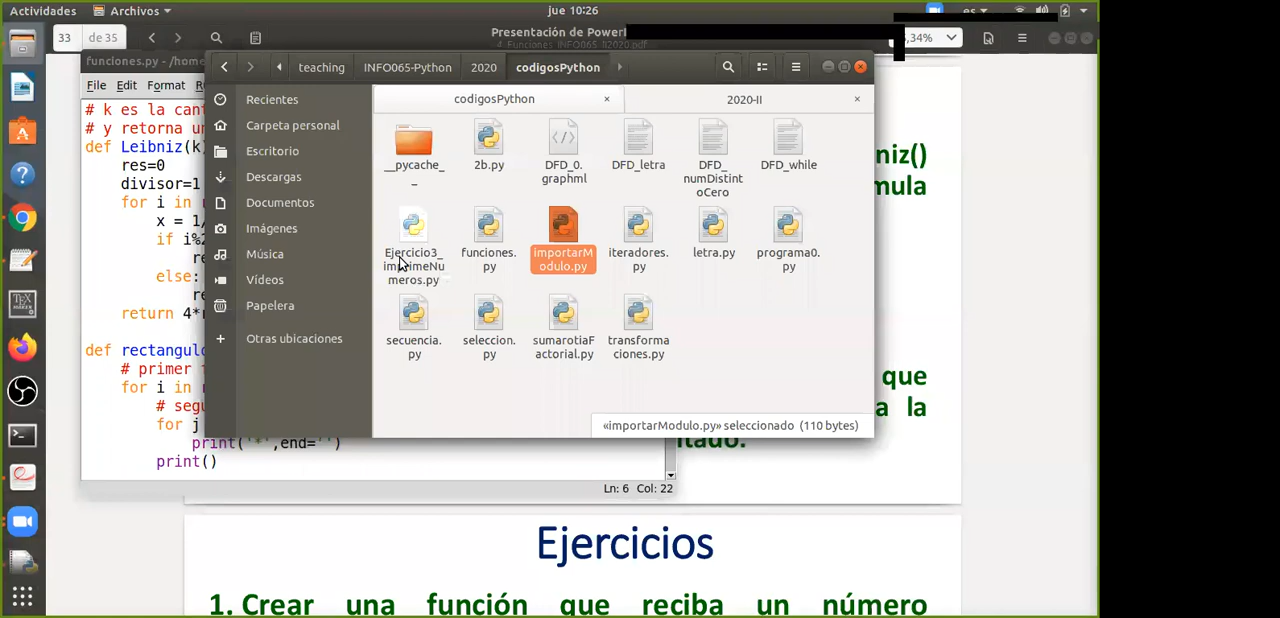 Actividades Archivos jue 10:26 es
33 de 35 Presentación de Power 34%
4_Funciones_INFO065_II2020.pdf
funciones.py - /home
File Edit Format
# k es la cant
# y retorna un
def Leibniz(k)
res=0
divisor=1
for i in
x = 1/
if i%2
re
else:
re
return 4*r
def rectangulo
# primer
for i in
# segu
for j
print('*',end='')
print()
Ln: 6 Col: 22
teaching INFO065-Python 2020 codigosPython
Recientes
Carpeta personal
Escritorio
Descargas
Documentos
Imágenes
Música
Vídeos
Papelera
Otras ubicaciones
codigosPython × 2020-II ×
__pycache__
2b.py
DFD_0.graphml
DFD_letra
DFD_numDistintoCero
DFD_while
Ejercicio3_imprimeNumeros.py
funciones.py
importarModulo.py
iteradores.py
letra.py
programa0.py
secuencia.py
seleccion.py
sumarotiaFactorial.py
transformaciones.py
«importarModulo.py» seleccionado (110 bytes)
niz()
mula
que
a la
Ejercicios
1. Crear una función que reciba un número